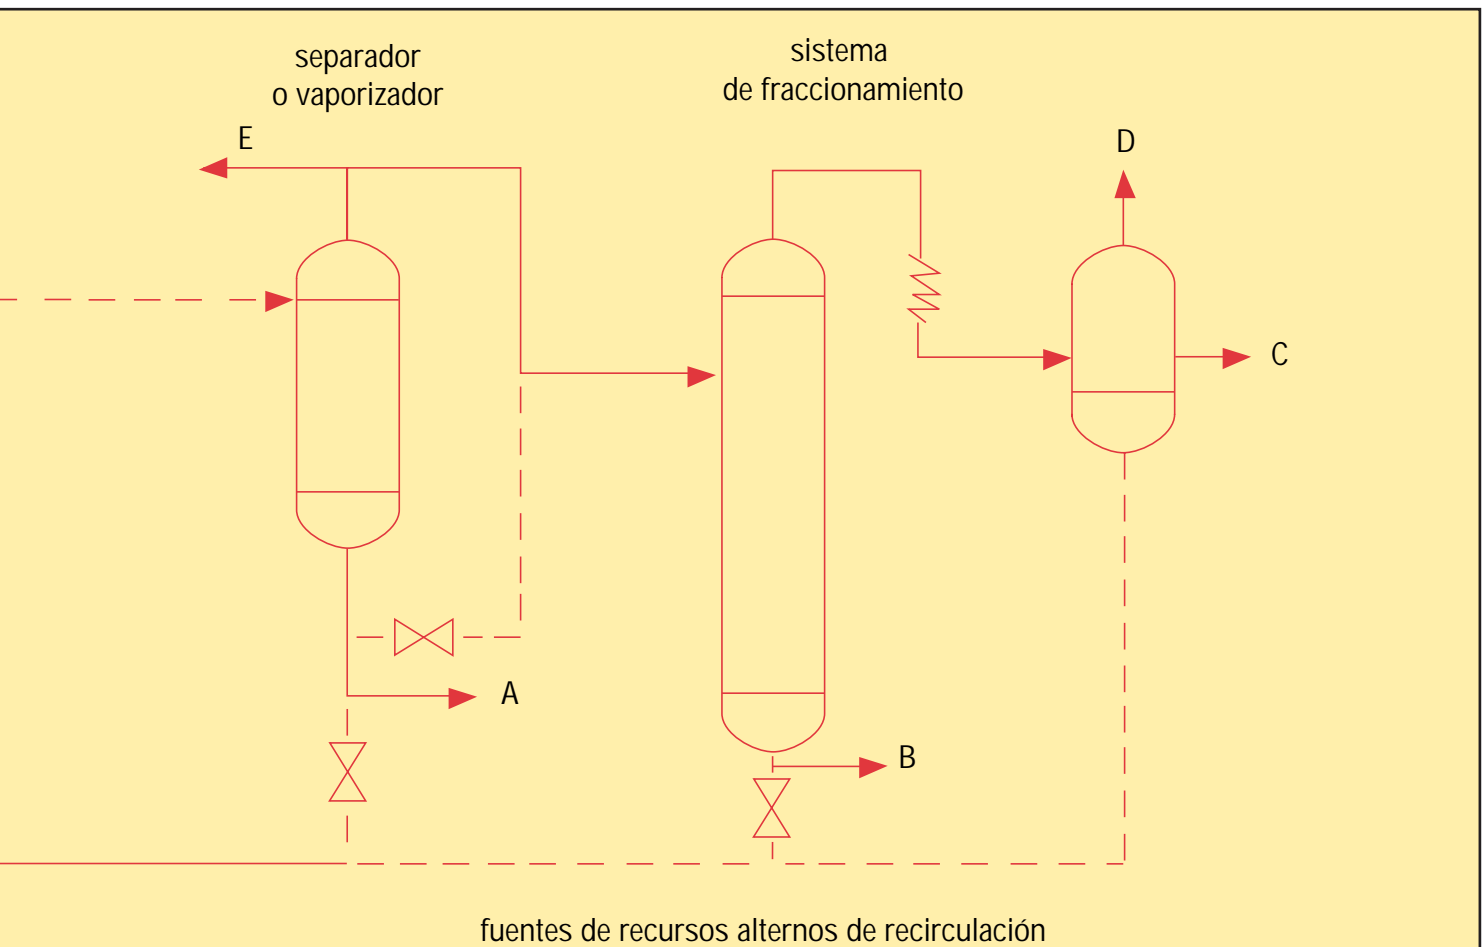 separador
o vaporizador
sistema
de fraccionamiento
E
D
C
A
B
fuentes de recursos alternos de recirculación